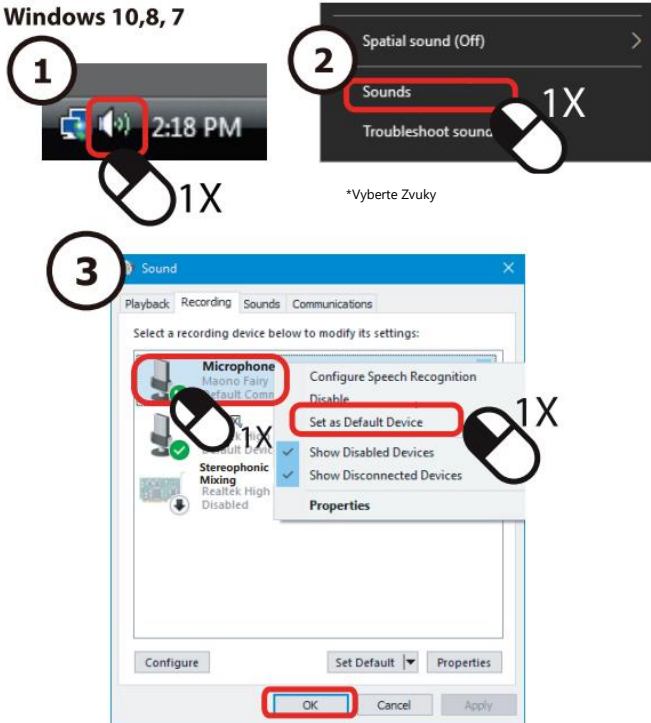 Windows 10,8, 7
1
2:18 PM
1X
2
Spatial sound (Off)
Sounds
1X
Troubleshoot sound
*Vyberte Zvuky
3
Sound
Playback Recording Sounds Communications
Select a recording device below to modify its settings:
Microphone
Maono Fairy
Default Comm
1X
Default Devic
Stereophonic
Mixing
Realtek High
Disabled
Configure Speech Recognition
Disable
Set as Default Device
1X
Show Disabled Devices
Show Disconnected Devices
Properties
Configure
Set Default
Properties
OK
Cancel
Apply